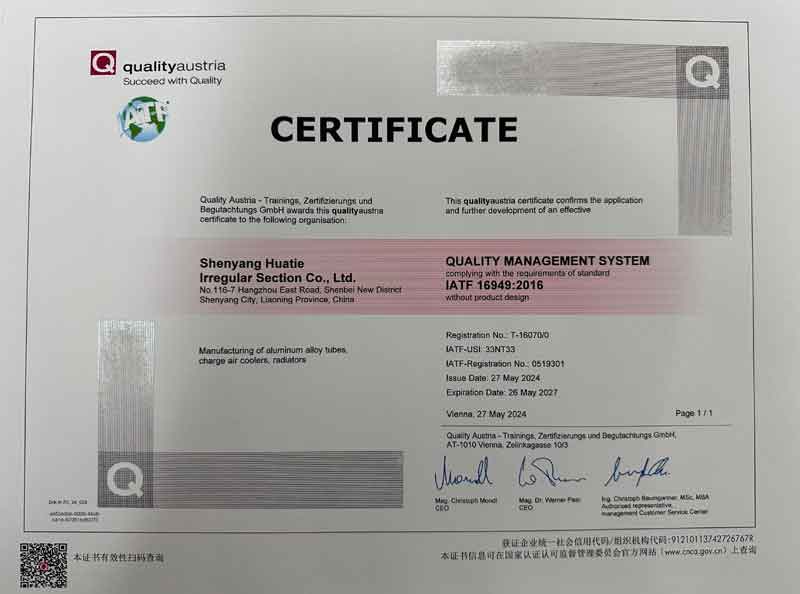 qualityaustria
Succeed with Quality
IATF
Q
CERTIFICATE
Quality Austria - Trainings, Zertifizierungs und
Begutachtungs GmbH awards this qualityaustria
certificate to the following organisation:
This qualityaustria certificate confirms the application
and further development of an effective
Shenyang Huatie
Irregular Section Co., Ltd.
No.116-7 Hangzhou East Road, Shenbei New District
Shenyang City, Liaoning Province, China
QUALITY MANAGEMENT SYSTEM
complying with the requirements of standard
IATF 16949:2016
without product design
Manufacturing of aluminum alloy tubes,
charge air coolers, radiators
Registration No.: T-16070/0
IATF-USI: 33NT33
IATF-Registration No.: 0519301
Issue Date: 27 May 2024
Expiration Date: 26 May 2027
Vienna, 27 May 2024
Page 1 / 1
Quality Austria - Trainings, Zertifizierungs und Begutachtungs GmbH,
AT-1010 Vienna, Zelinkagasse 10/3
Q
Mag. Christoph Mondl
CEO
Mag. Dr. Werner Paar
CEO
Ing. Christoph Baumgartner, MSc, MBA
Authorised representative,
management Customer Service Center
本证书有效性扫码查询
获证企业统一社会信用代码/组织机构代码:91210113742726767R
本证书信息可在国家认证认可监督管理委员会官方网站（www.cnca.gov.cn）上查询